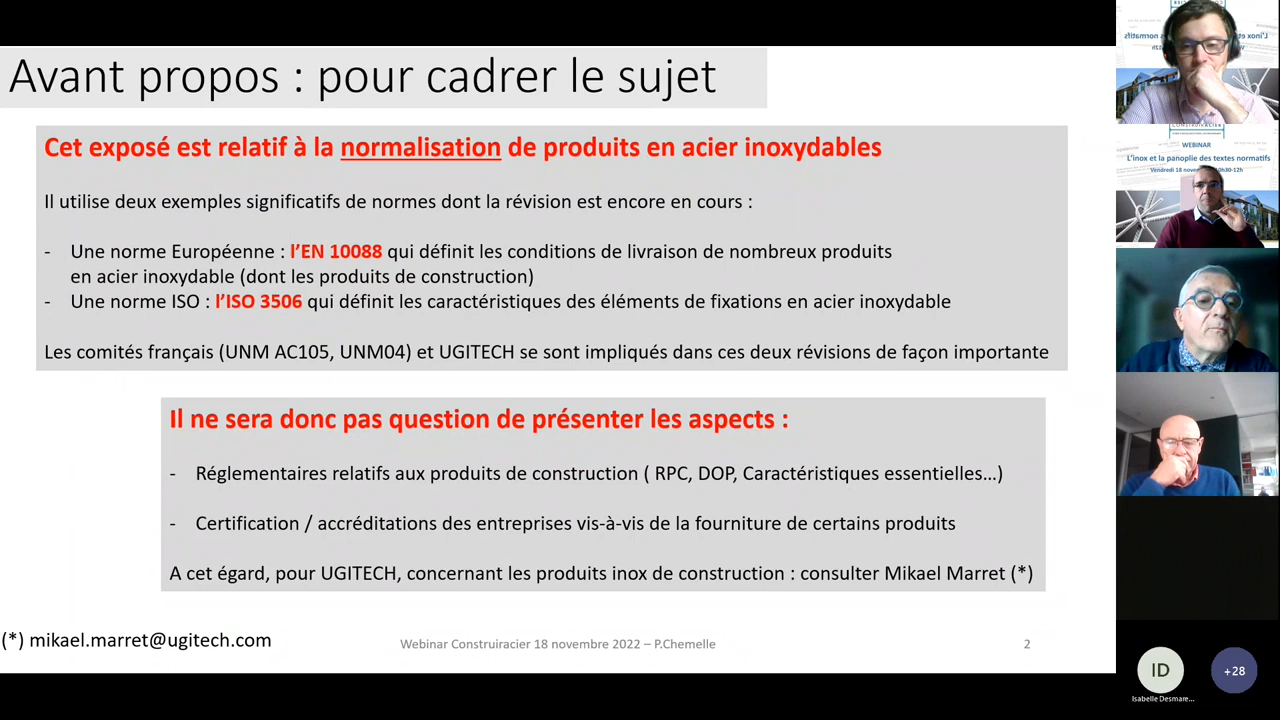 Avant propos : pour cadrer le sujet
Cet exposé est relatif à la normalisation de produits en acier inoxydables
Il utilise deux exemples significatifs de normes dont la révision est encore en cours :
- Une norme Européenne : l'EN 10088 qui définit les conditions de livraison de nombreux produits
en acier inoxydable (dont les produits de construction)
- Une norme ISO : l'ISO 3506 qui définit les caractéristiques des éléments de fixations en acier inoxydable
Les comités français (UNM AC105, UNM04) et UGITECH se sont impliqués dans ces deux révisions de façon importante
Il ne sera donc pas question de présenter les aspects :
- Réglementaires relatifs aux produits de construction ( RPC, DOP, Caractéristiques essentielles…)
- Certification / accréditations des entreprises vis-à-vis de la fourniture de certains produits
A cet égard, pour UGITECH, concernant les produits inox de construction : consulter Mikael Marret (*)
(*) mikael.marret@ugitech.com
Webinar Construiracier 18 novembre 2022 – P.Chemelle
2
WEBINAR
L'inox et la panoplie des textes normatifs
Vendredi 18 0h30-12h
ID
+28
Isabelle Desmare...